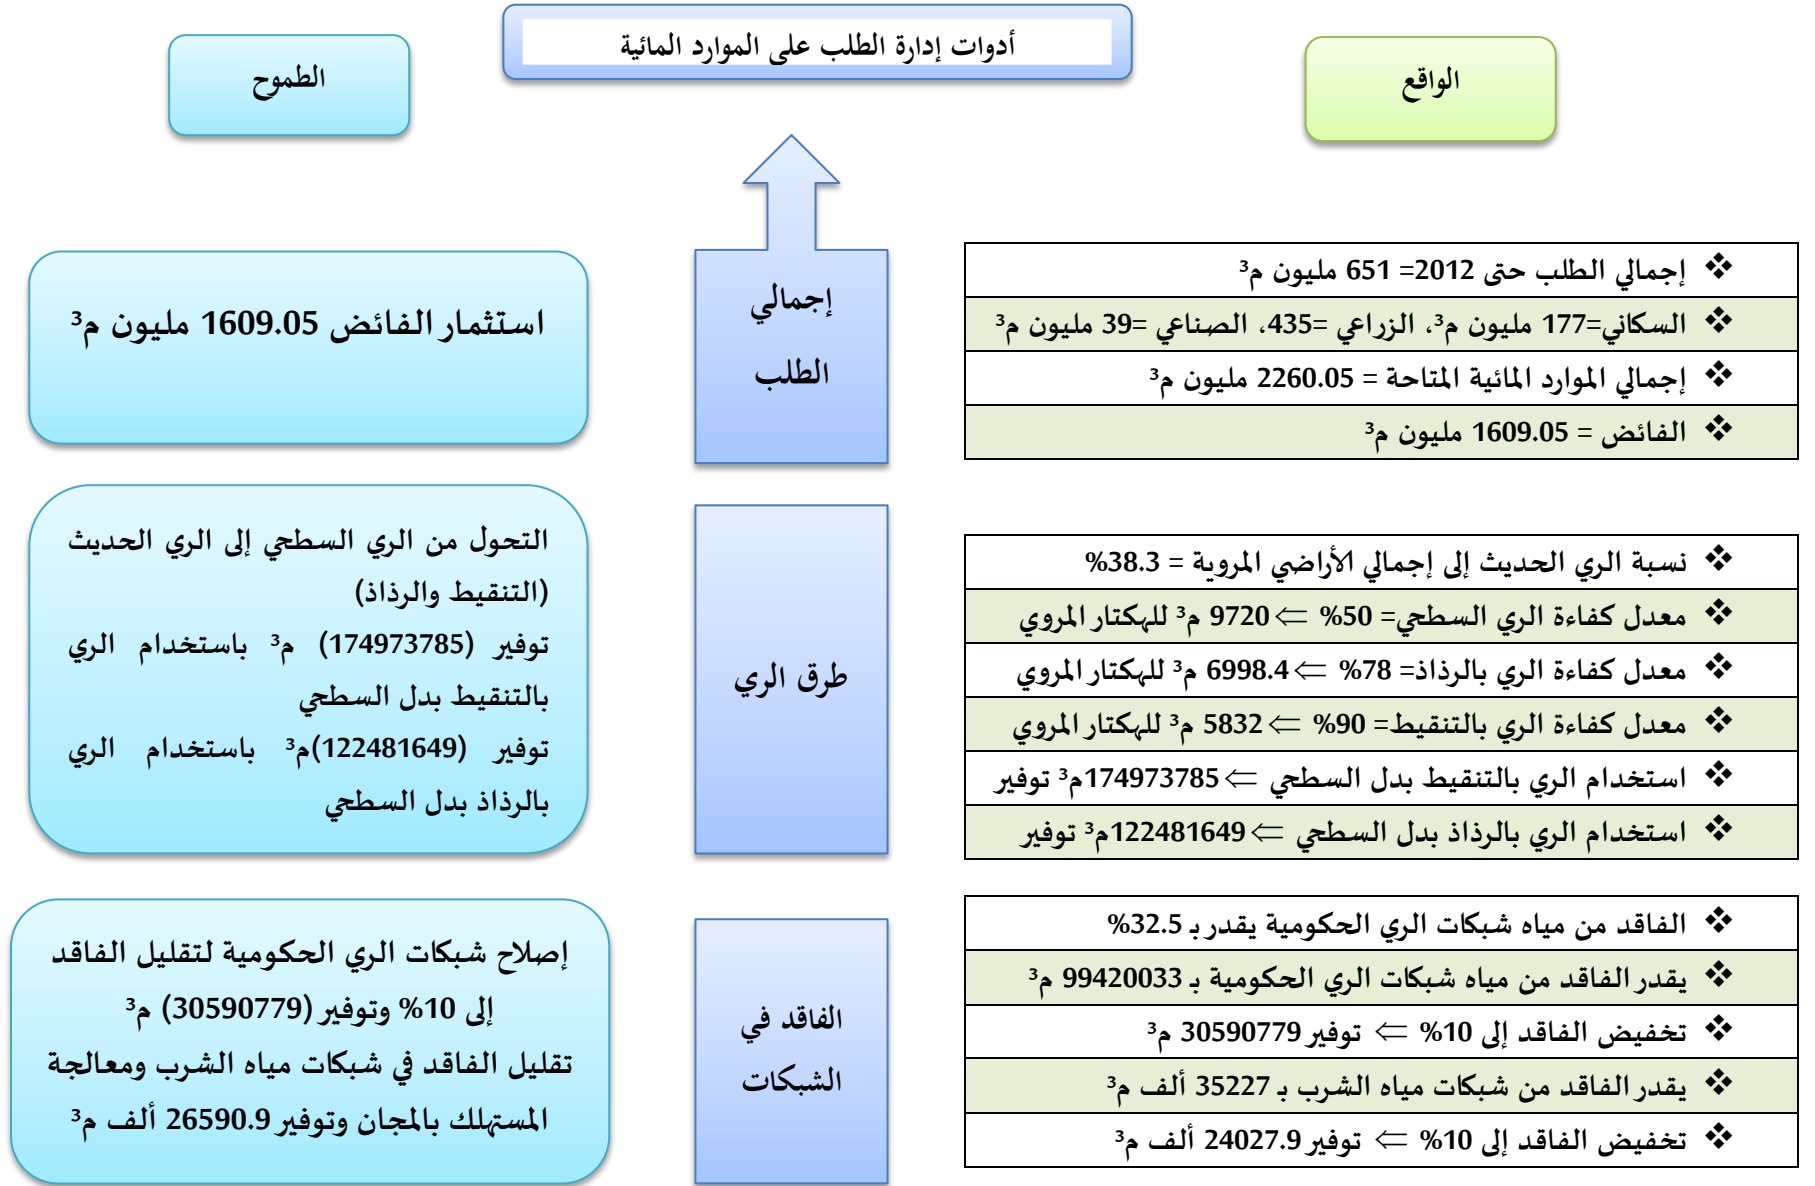 أدوات إدارة الطلب على الموارد المائية
الواقع
الطموح
إجمالي
الطلب
❖ إجمالي الطلب حتى 2012= 651 مليون م³
❖ السكاني=177 مليون م³، الزراعي =435، الصناعي =39 مليون م³
❖ إجمالي الموارد المائية المتاحة = 2260.05 مليون م³
❖ الفائض = 1609.05 مليون م³
استثمار الفائض 1609.05 مليون م³
❖ نسبة الري الحديث إلى إجمالي الأراضي المروية = 38.3%
❖ معدل كفاءة الري السطحي= 50% ⇐ 9720 م³ للهكتار المروي
❖ معدل كفاءة الري بالرذاذ= 78% ⇐ 6998.4 م³ للهكتار المروي
❖ معدل كفاءة الري بالتنقيط= 90% ⇐ 5832 م³ للهكتار المروي
❖ استخدام الري بالتنقيط بدل السطحي ⇐ 174973785م³ توفير
❖ استخدام الري بالرذاذ بدل السطحي ⇐ 122481649م³ توفير
طرق الري
التحول من الري السطحي إلى الري الحديث
(التنقيط والرذاذ)
توفير (174973785) م³ باستخدام الري
بالتنقيط بدل السطحي
توفير (122481649)م³ باستخدام الري
بالرذاذ بدل السطحي
❖ الفاقد من مياه شبكات الري الحكومية يقدر بـ 32.5%
❖ يقدر الفاقد من مياه شبكات الري الحكومية بـ 99420033 م³
❖ تخفيض الفاقد إلى 10% ⇐ توفير 30590779 م³
❖ يقدر الفاقد من شبكات مياه الشرب بـ 35227 ألف م³
❖ تخفيض الفاقد إلى 10% ⇐ توفير 24027.9 ألف م³
الفاقد في
الشبكات
إصلاح شبكات الري الحكومية لتقليل الفاقد
إلى 10% وتوفير (30590779) م³
تقليل الفاقد في شبكات مياه الشرب ومعالجة
المستهلك بالمجان وتوفير 26590.9 ألف م³